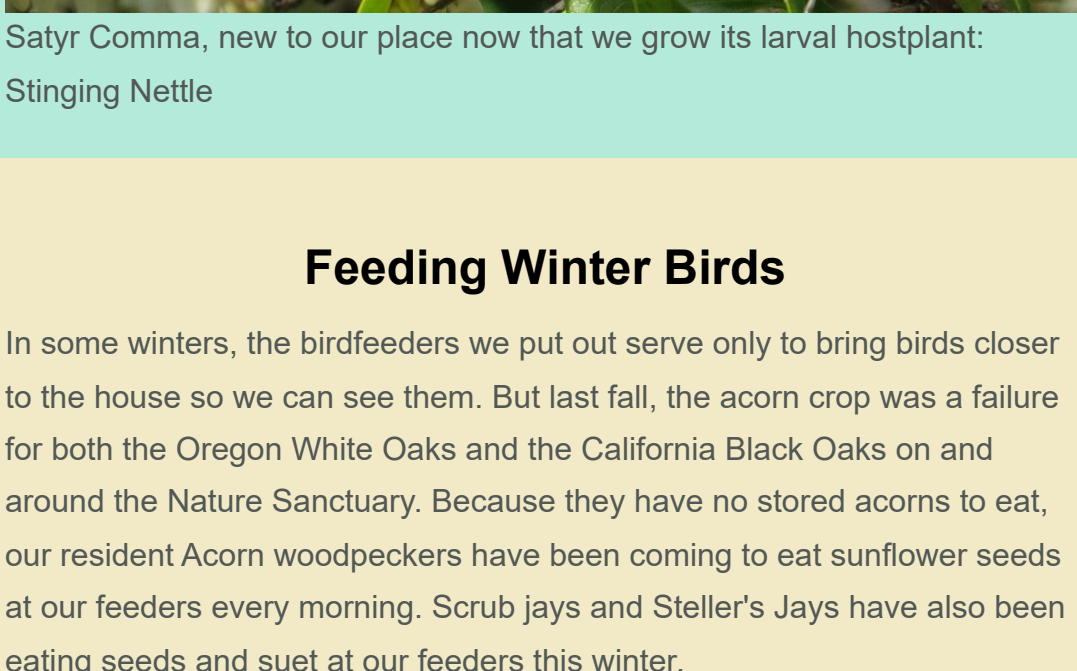 Satyr Comma, new to our place now that we grow its larval hostplant:
Stinging Nettle
Feeding Winter Birds
In some winters, the birdfeeders we put out serve only to bring birds closer
to the house so we can see them. But last fall, the acorn crop was a failure
for both the Oregon White Oaks and the California Black Oaks on and
around the Nature Sanctuary. Because they have no stored acorns to eat,
our resident Acorn woodpeckers have been coming to eat sunflower seeds
at our feeders every morning. Scrub jays and Steller's Jays have also been
eating seeds and suet at our feeders this winter.